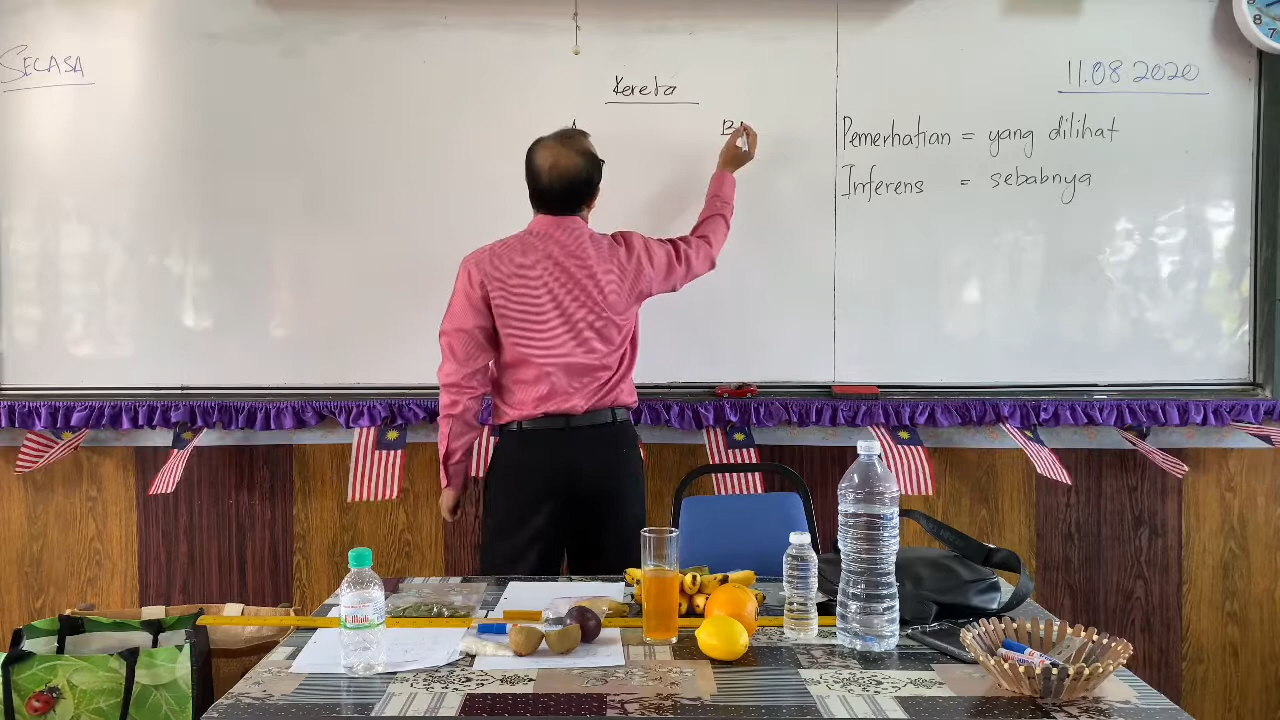 SECASA
Kereta
A
B
11.08.2020
Pemerhatian = yang dilihat
Inferens = sebabnya